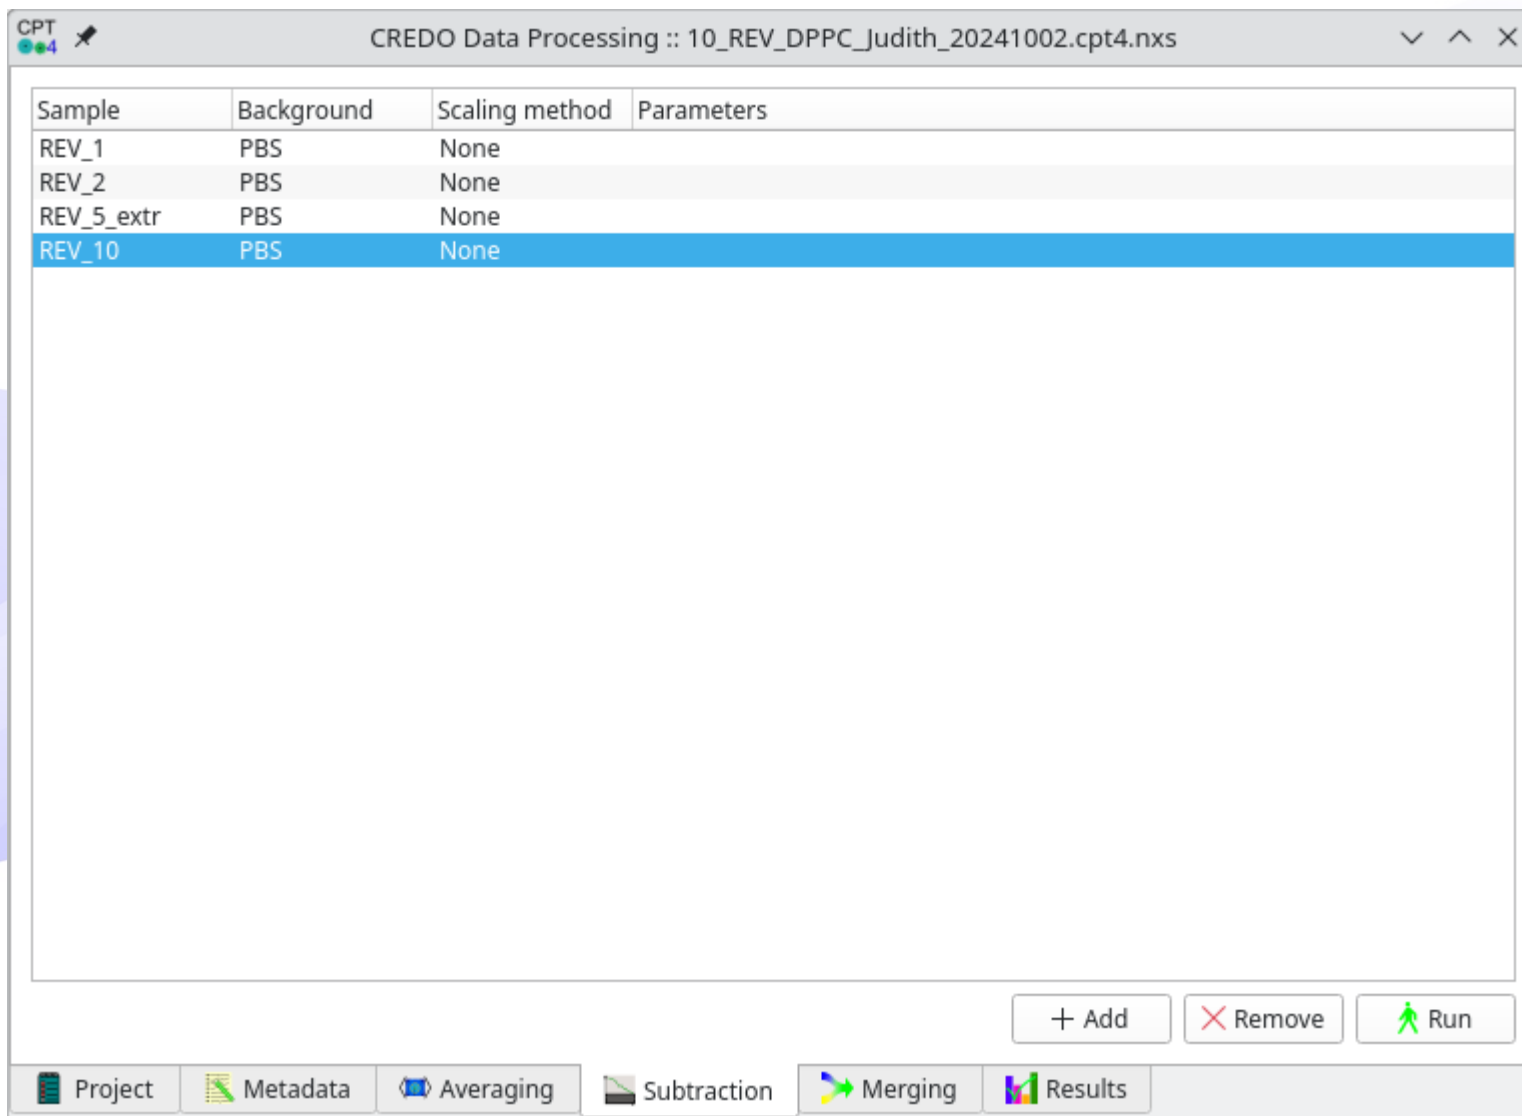 CPT
4
CREDO Data Processing :: 10_REV_DPPC_Judith_20241002.cpt4.nxs
Sample Background Scaling method Parameters
REV_1 PBS None
REV_2 PBS None
REV_5_extr PBS None
REV_10 PBS None
+ Add Remove Run
Project Metadata Averaging Subtraction Merging Results